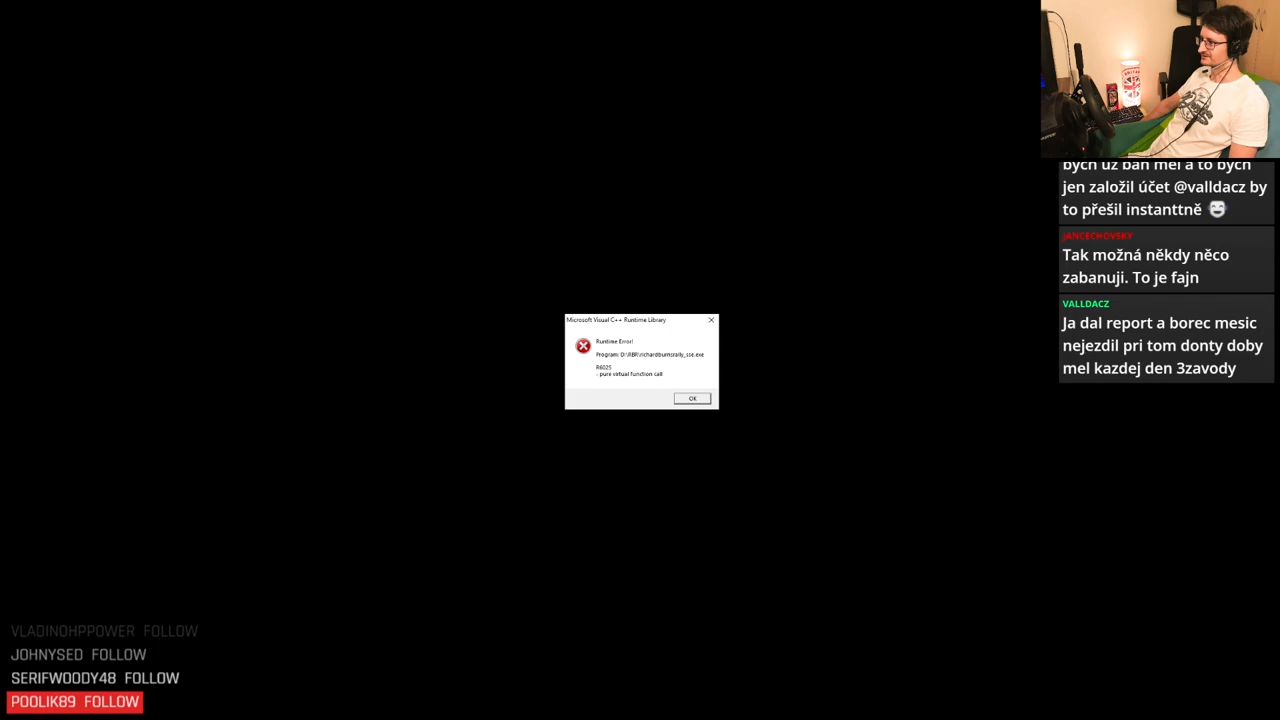 bych už ban měl a to bych
jen založil účet @valldacz by
to přešil instanttně
JANCECHOVSKY
Tak možná někdy něco
zabanuji. To je fajn
VALLDACZ
Ja dal report a borec mesic
nejezdil pri tom donty doby
mel kazdej den 3zavody
Microsoft Visual C++ Runtime Library
Runtime Error!
Program: D:\RBR\richardburnsrally_sse.exe
R6025
- pure virtual function call
OK
VLADINOHPPOWER FOLLOW
JOHNYSED FOLLOW
SERIFWOODY48 FOLLOW
POOLIK89 FOLLOW